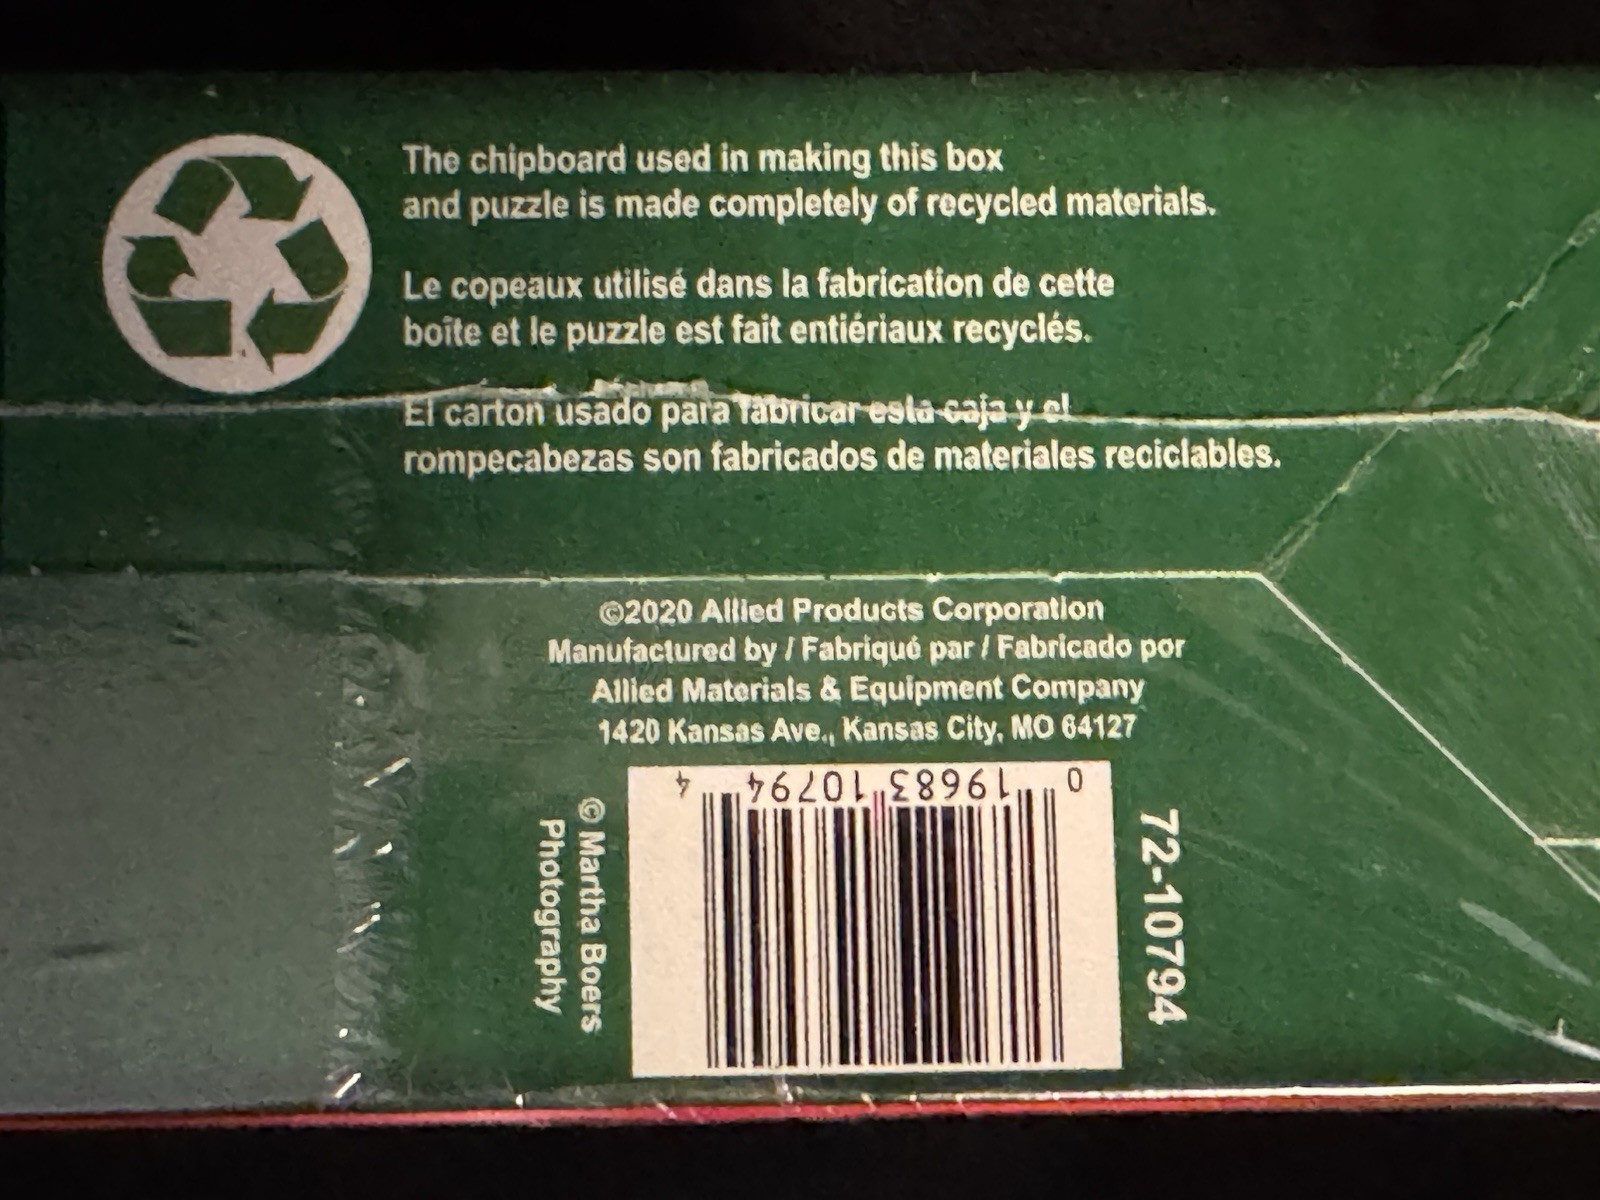 The chipboard used in making this box
and puzzle is made completely of recycled materials.
Le copeaux utilisé dans la fabrication de cette
boîte et le puzzle est fait entiériaux recyclés.
El carton usado para fabricar esta caja y el
rompecabezas son fabricados de materiales reciclables.
©2020 Allied Products Corporation
Manufactured by / Fabriqué par / Fabricado por
Allied Materials & Equipment Company
1420 Kansas Ave., Kansas City, MO 64127
© Martha Boers
Photography
0 19683 10794 4
72-10794